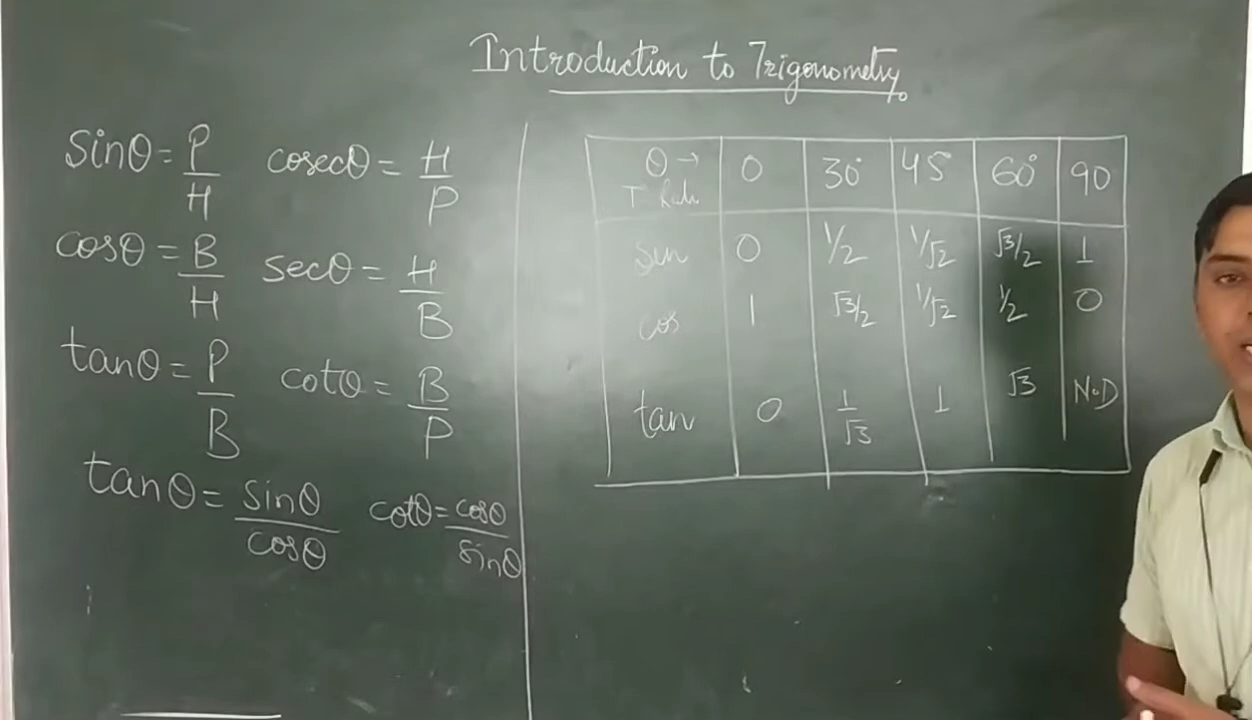 Introduction to Trigonometry
sinθ = P/H cosecθ = H/P
cosθ = B/H secθ = H/B
tanθ = P/B cotθ = B/P
tanθ = sinθ/cosθ cotθ = cosθ/sinθ
θ → 0 30° 45° 60° 90
T-
sin 0 1/2 1/√2 √3/2 1
cos 1 √3/2 1/√2 1/2 0
tan 0 1/√3 1 √3 N.D